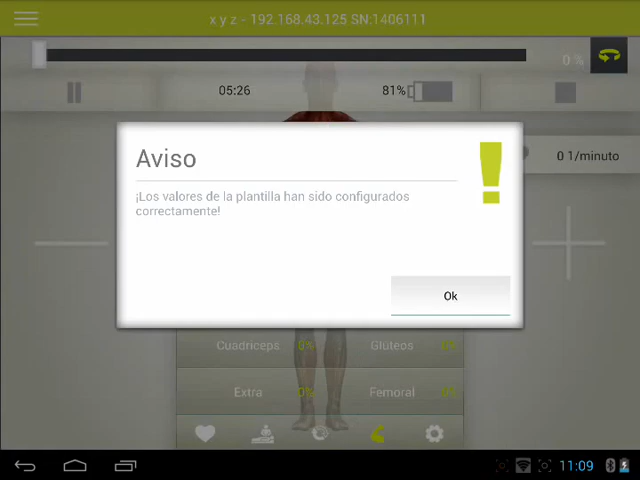 x y z - 192.168.43.125 SN:1406111
0 %
05:26
81%
0 1/minuto
Aviso
¡Los valores de la plantilla han sido configurados
correctamente!
Ok
Cuadriceps 0% Glúteos 0%
Extra 0% Femoral 0%
11:09